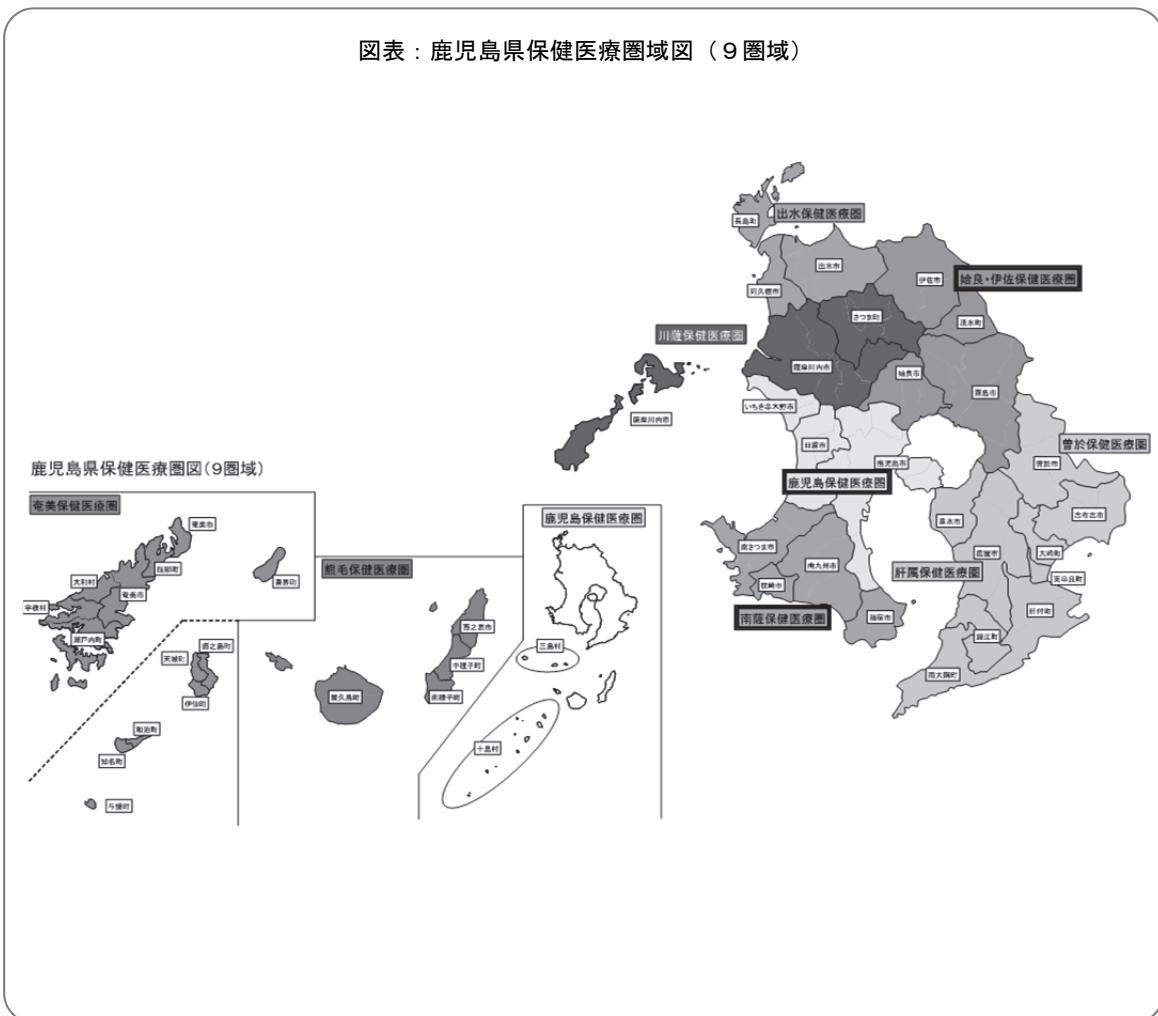 図表：鹿児島県保健医療圏域図（９圏域）
長島町
出水保健医療圏
出水市
伊佐市
姶良・伊佐保健医療圏
阿久根市
さつま町
湧水町
川薩保健医療圏
薩摩川内市
姶良市
霧島市
いちき串木野市
薩摩川内市
日置市
曽於保健医療圏
鹿児島市
曽於市
鹿児島県保健医療圏図(9圏域)
鹿児島保健医療圏
奄美保健医療圏
鹿児島保健医療圏
志布志市
垂水市
奄美市
南さつま市
鹿屋市
大崎町
龍郷町
熊毛保健医療圏
南九州市
肝属保健医療圏
東串良町
大和村
喜界町
枕崎市
奄美市
宇検村
南薩保健医療圏
指宿市
肝付町
西之表市
瀬戸内町
錦江町
徳之島町
三島村
天城町
中種子町
南大隅町
屋久島町
南種子町
伊仙町
和泊町
十島村
知名町
与論町